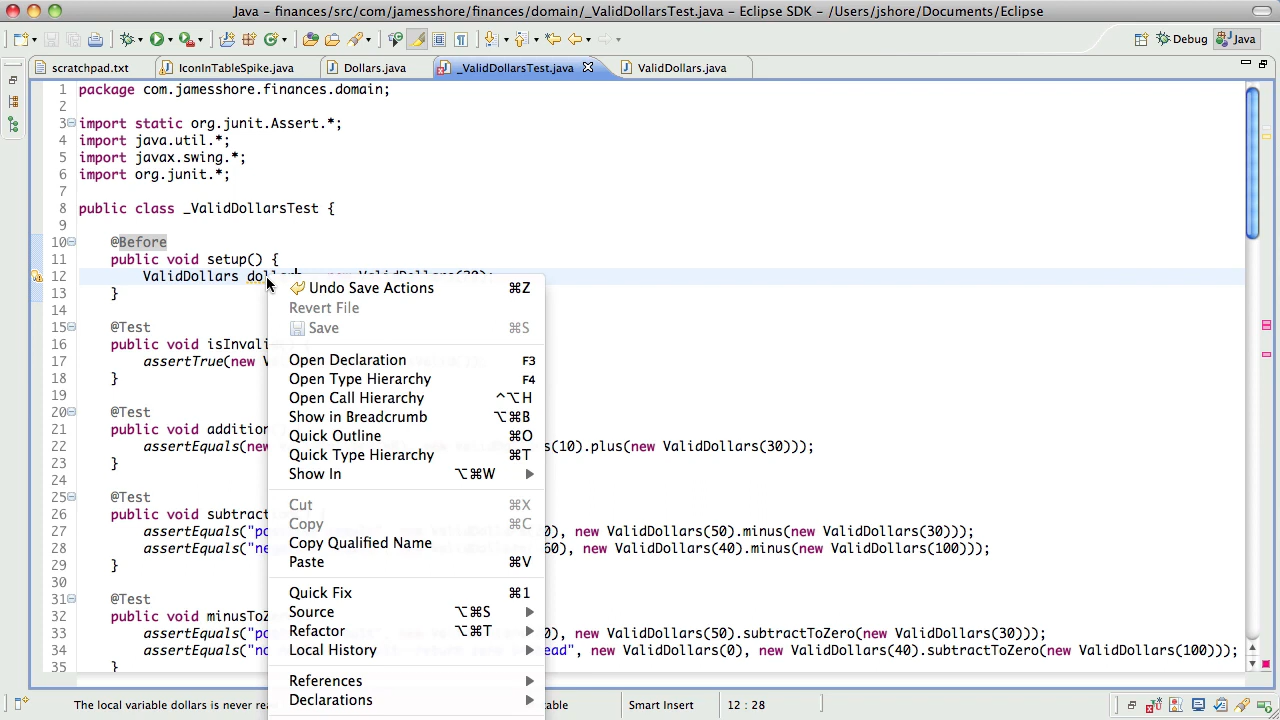 Java - finances/src/com/jamesshore/finances/domain/_ValidDollarsTest.java - Eclipse SDK - /Users/jshore/Documents/Eclipse
Debug Java
scratchpad.txt IconInTableSpike.java Dollars.java _ValidDollarsTest.java ValidDollars.java
1 package com.jamesshore.finances.domain;
2
3 import static org.junit.Assert.*;
4 import java.util.*;
5 import javax.swing.*;
6 import org.junit.*;
7
8 public class _ValidDollarsTest {
9
10 @Before
11 public void setup() {
12 ValidDollars dollars = new ValidDollars(20);
13 }
14
15 @Test
16 public void isInvali
17 assertTrue(new
18 }
19
20 @Test
21 public void addition
22 assertEquals(new (10).plus(new ValidDollars(30)));
23 }
24
25 @Test
26 public void subtract
27 assertEquals("po 0), new ValidDollars(50).minus(new ValidDollars(30)));
28 assertEquals("ne 60), new ValidDollars(40).minus(new ValidDollars(100)));
29 }
30
31 @Test
32 public void minusToZ
33 assertEquals("po 0), new ValidDollars(50).subtractToZero(new ValidDollars(30)));
34 assertEquals("ne ead", new ValidDollars(0), new ValidDollars(40).subtractToZero(new ValidDollars(100)));
35 }
Undo Save Actions ⌘Z
Revert File
Save ⌘S
Open Declaration F3
Open Type Hierarchy F4
Open Call Hierarchy ^⌥H
Show in Breadcrumb ⌥⌘B
Quick Outline ⌘O
Quick Type Hierarchy ⌘T
Show In ⌥⌘W
Cut ⌘X
Copy ⌘C
Copy Qualified Name
Paste ⌘V
Quick Fix ⌘1
Source ⌥⌘S
Refactor ⌥⌘T
Local History
References
Declarations
The local variable dollars is never rea able Smart Insert 12 : 28